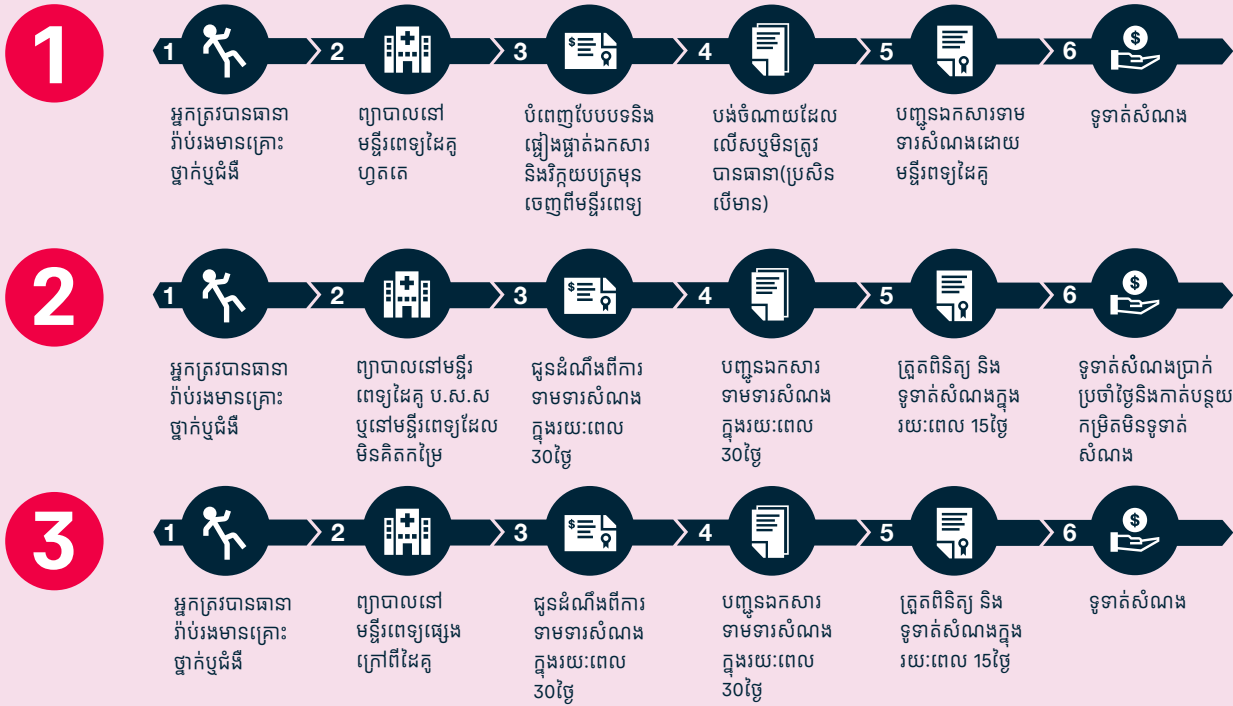 1
1
អ្នកត្រូវបានធានា
រ៉ាប់រងមានគ្រោះ
ថ្នាក់ឬជំងឺ
2
ព្យាបាលនៅ
មន្ទីរពេទ្យដៃគូ
ហ្វតតេ
3
បំពេញបែបបទនិង
ផ្ទៀងផ្ទាត់ឯកសារ
និងវិក្កយបត្រមុន
ចេញពីមន្ទីរពេទ្យ
4
បង់ចំណាយដែល
លើសឬមិនត្រូវ
បានធានា(ប្រសិន
បើមាន)
5
បញ្ជូនឯកសារទាម
ទារសំណងដោយ
មន្ទីរពទ្យដៃគូ
6
ទូទាត់សំណង
2
1
អ្នកត្រូវបានធានា
រ៉ាប់រងមានគ្រោះ
ថ្នាក់ឬជំងឺ
2
ព្យាបាលនៅមន្ទីរ
ពេទ្យដៃគូ ប.ស.ស
ឬនៅមន្ទីរពេទ្យដែល
មិនគិតកម្រៃ
3
ជូនដំណឹងពីការ
ទាមទារសំណង
ក្នុងរយៈពេល
30ថ្ងៃ
4
បញ្ជូនឯកសារ
ទាមទារសំណង
ក្នុងរយៈពេល
30ថ្ងៃ
5
ត្រួតពិនិត្យ និង
ទូទាត់សំណងក្នុង
រយៈពេល 15ថ្ងៃ
6
ទូទាត់សំណងប្រាក់
ប្រចាំថ្ងៃនិងកាត់បន្ថយ
កម្រិតមិនទូទាត់
សំណង
3
1
អ្នកត្រូវបានធានា
រ៉ាប់រងមានគ្រោះ
ថ្នាក់ឬជំងឺ
2
ព្យាបាលនៅ
មន្ទីរពេទ្យផ្សេង
ក្រៅពីដៃគូ
3
ជូនដំណឹងពីការ
ទាមទារសំណង
ក្នុងរយៈពេល
30ថ្ងៃ
4
បញ្ជូនឯកសារ
ទាមទារសំណង
ក្នុងរយៈពេល
30ថ្ងៃ
5
ត្រួតពិនិត្យ និង
ទូទាត់សំណងក្នុង
រយៈពេល 15ថ្ងៃ
6
ទូទាត់សំណង